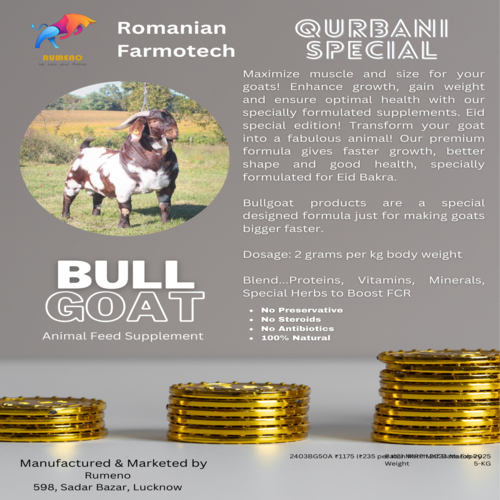 RUMENO
Romanian
Farmotech
QURBANI
SPECIAL
Maximize muscle and size for your
goats! Enhance growth, gain weight
and ensure optimal health with our
specially formulated supplements. Eid
special edition! Transform your goat
into a fabulous animal! Our premium
formula gives faster growth, better
shape and good health, specially
formulated for Eid Bakra.
Bullgoat products are a special
designed formula just for making goats
bigger faster.
Dosage: 2 grams per kg body weight
Blend...Proteins, Vitamins, Minerals,
Special Herbs to Boost FCR
No Preservative
No Steroids
No Antibiotics
100% Natural
BULL
GOAT
Animal Feed Supplement
Manufactured & Marketed by
Rumeno
598, Sadar Bazar, Lucknow
2403BG50A ₹1175 (₹235 per
2025
Weight
5-KG